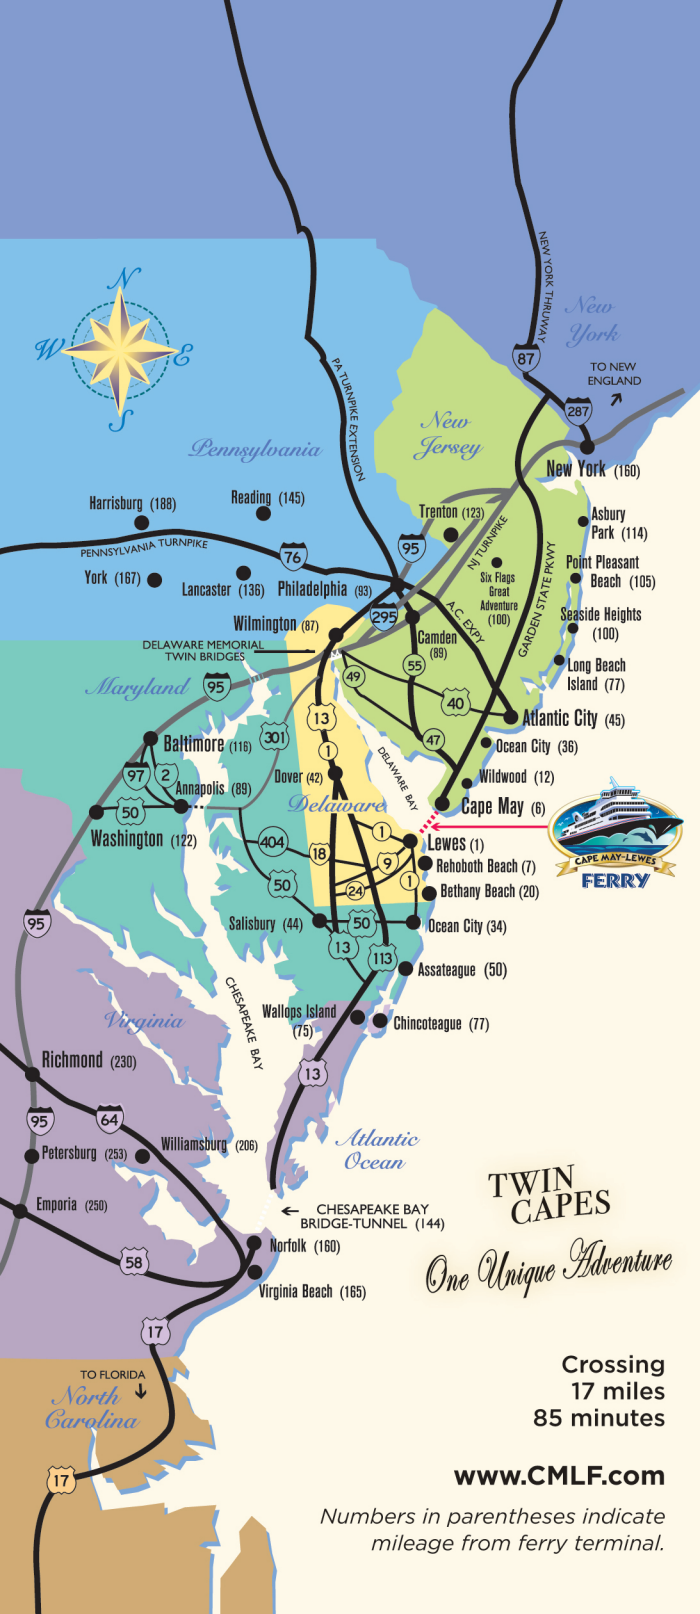 N
W
E
S
NEW YORK THRUWAY
New
York
87
TO NEW
ENGLAND
287
PA TURNPIKE EXTENSION
New
Jersey
Pennsylvania
New York (160)
Harrisburg (188)
Reading (145)
Trenton (123)
Asbury
Park (114)
PENNSYLVANIA TURNPIKE
76
95
NJ TURNPIKE
Point Pleasant
Beach (105)
York (167)
Lancaster (136)
Philadelphia (93)
Six Flags
Great
Adventure
(100)
GARDEN STATE PKWY
A.C. EXPY
Seaside Heights
(100)
Wilmington (87)
295
Camden
(89)
DELAWARE MEMORIAL
TWIN BRIDGES
Long Beach
Island (77)
Maryland
95
49
55
40
13
Atlantic City (45)
301
47
Ocean City (36)
Baltimore (116)
1
DELAWARE BAY
97
2
Annapolis (89)
Dover (42)
Wildwood (12)
50
Delaware
Cape May (6)
Washington (122)
404
1
Lewes (1)
CAPE MAY-LEWES
FERRY
18
9
Rehoboth Beach (7)
50
24
1
Bethany Beach (20)
95
Salisbury (44)
50
Ocean City (34)
13
113
Assateague (50)
CHESAPEAKE BAY
Virginia
Wallops Island
(75)
Chincoteague (77)
Richmond (230)
13
95
64
Petersburg (253)
Williamsburg (206)
Atlantic
Ocean
Emporia (250)
CHESAPEAKE BAY
BRIDGE-TUNNEL (144)
TWIN
CAPES
Norfolk (160)
58
Virginia Beach (165)
One Unique Adventure
17
Crossing
17 miles
85 minutes
TO FLORIDA
North
Carolina
17
www.CMLF.com
Numbers in parentheses indicate
mileage from ferry terminal.